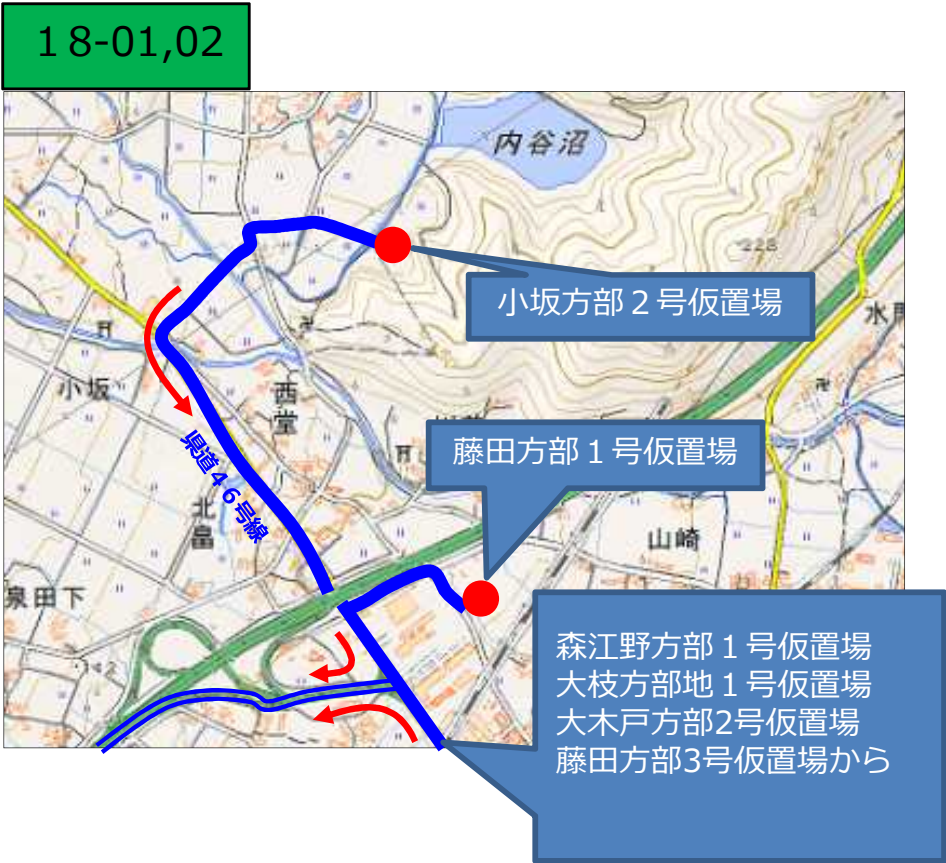 １８-01,02
内谷沼
228
小坂方部２号仮置場
水
小坂
西堂
藤田方部１号仮置場
県道４６号線
北畠
山崎
泉田下
142
森江野方部１号仮置場
大枝方部地１号仮置場
大木戸方部2号仮置場
藤田方部3号仮置場から